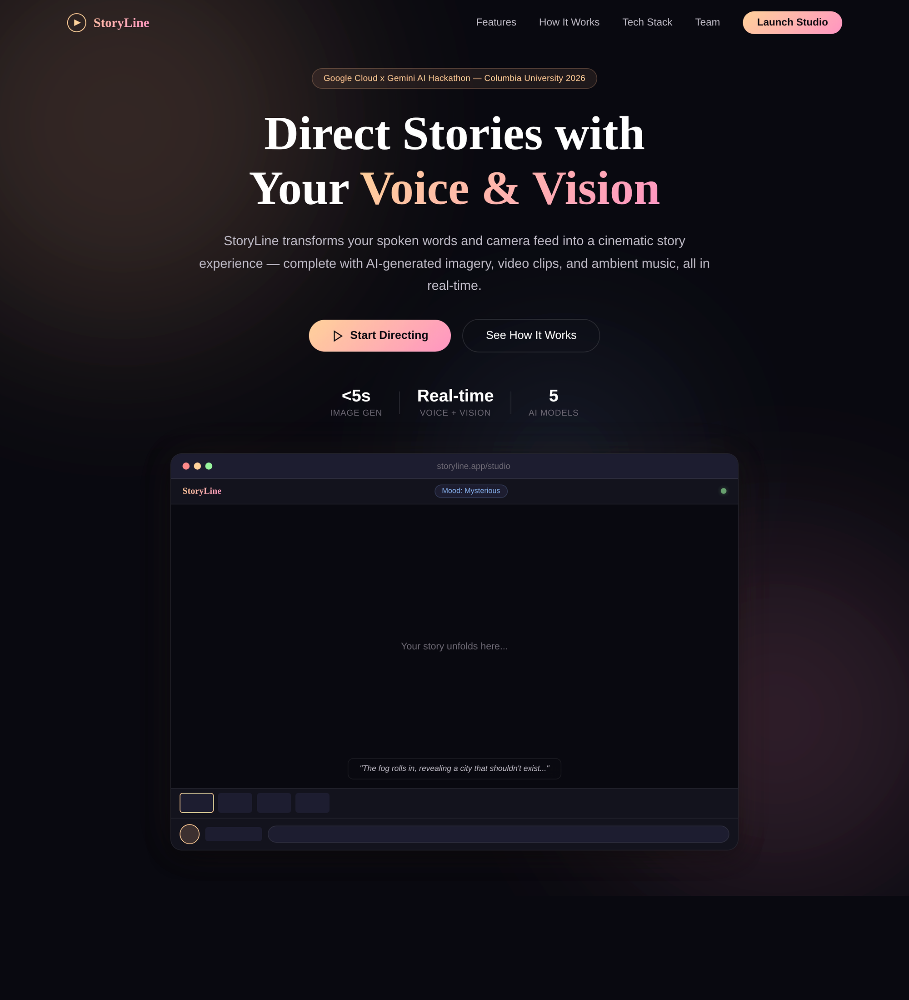 StoryLine
Features
How It Works
Tech Stack
Team
Launch Studio
Google Cloud x Gemini AI Hackathon — Columbia University 2026
Direct Stories with
Your Voice & Vision
StoryLine transforms your spoken words and camera feed into a cinematic story
experience — complete with AI-generated imagery, video clips, and ambient music, all in
real-time.
Start Directing
See How It Works
<5s
IMAGE GEN
Real-time
VOICE + VISION
5
AI MODELS
storyline.app/studio
StoryLine
Mood: Mysterious
Your story unfolds here...
"The fog rolls in, revealing a city that shouldn't exist..."